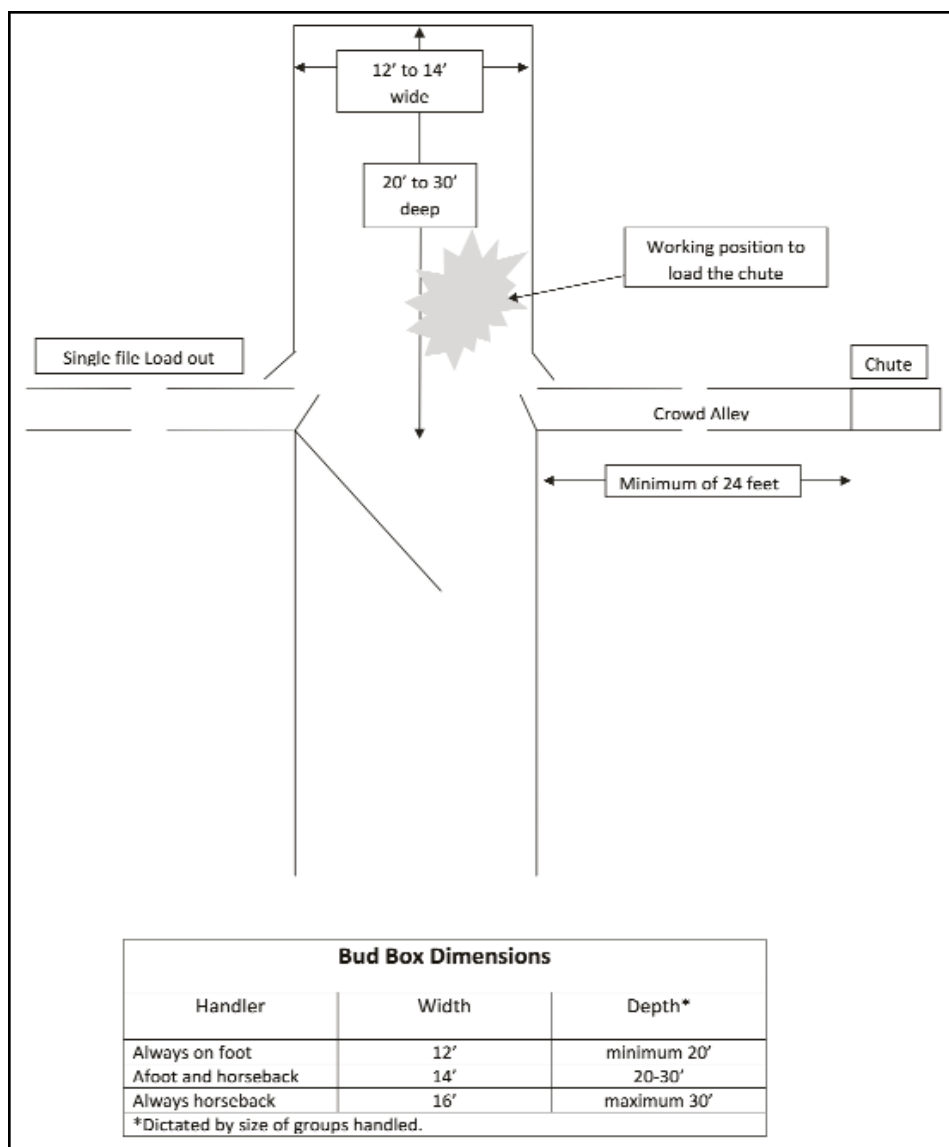 12’ to 14’
wide
20’ to 30’
deep
Working position to
load the chute
Single file Load out
Chute
Crowd Alley
Minimum of 24 feet
Bud Box Dimensions
Handler Width Depth*
Always on foot 12’ minimum 20’
Afoot and horseback 14’ 20-30’
Always horseback 16’ maximum 30’
*Dictated by size of groups handled.